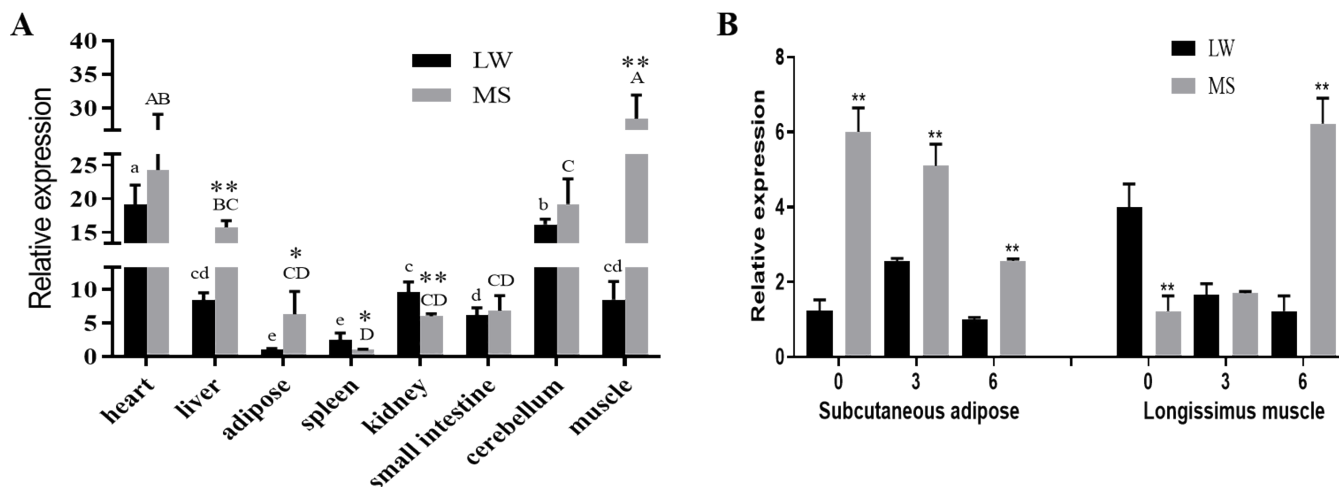 A
Relative expression
40
35
30
25
20
15
10
5
0
LW
MS
a
AB
cd
**
BC
e
*
CD
e
*
D
c
**
CD
d
CD
b
C
cd
**
A
heart
liver
adipose
spleen
kidney
small intestine
cerebellum
muscle
B
Relative expression
8
6
4
2
0
LW
MS
**
**
**
**
**
0 3 6 0 3 6
Subcutaneous adipose Longissimus muscle